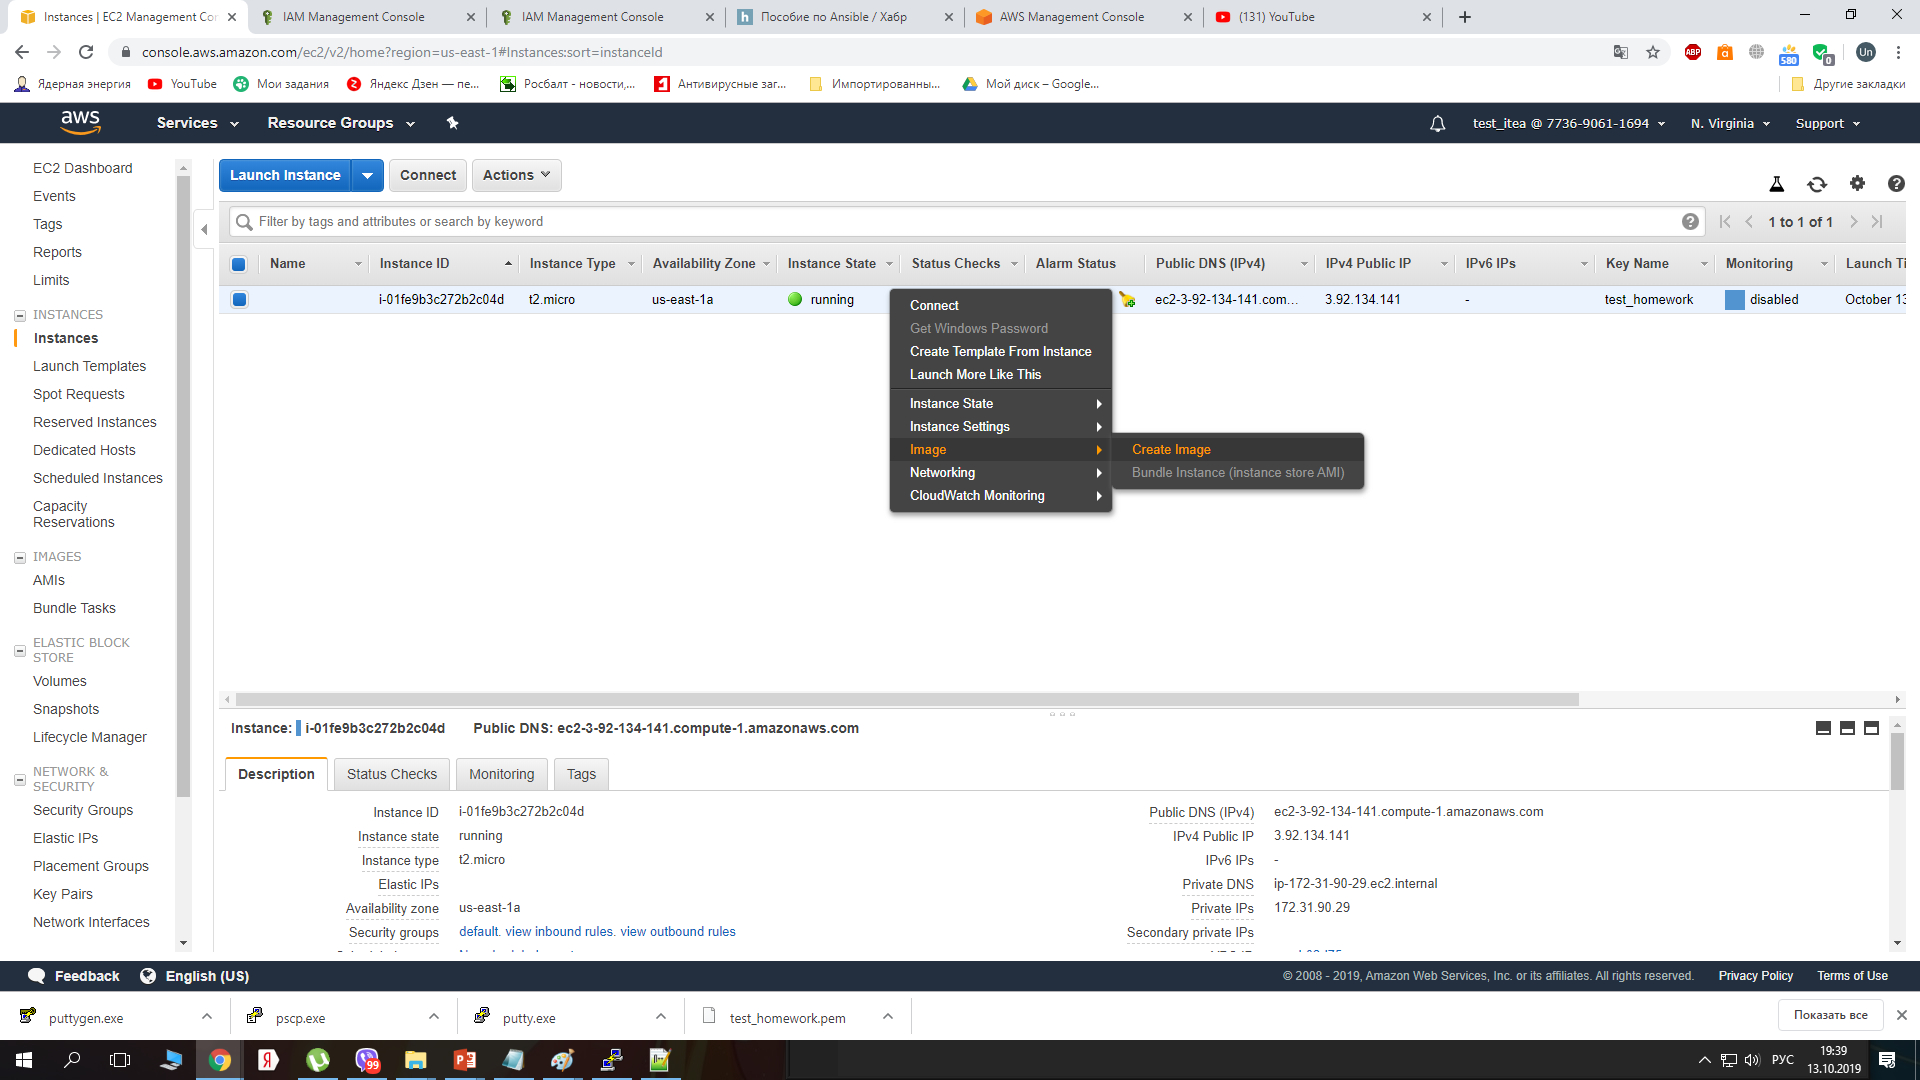 Instances | EC2 Management Con
IAM Management Console
IAM Management Console
Пособие по Ansible / Хабр
AWS Management Console
(131) YouTube
console.aws.amazon.com/ec2/v2/home?region=us-east-1#Instances:sort=instanceId
ABP
580
0
Un
Ядерная энергия
YouTube
Мои задания
Яндекс Дзен — пе...
Росбалт - новости,...
Антивирусные заг...
Импортированны...
Мой диск – Google...
Другие закладки
aws
Services
Resource Groups
test_itea @ 7736-9061-1694
N. Virginia
Support
EC2 Dashboard
Events
Tags
Reports
Limits
INSTANCES
Instances
Launch Templates
Spot Requests
Reserved Instances
Dedicated Hosts
Scheduled Instances
Capacity
Reservations
IMAGES
AMIs
Bundle Tasks
ELASTIC BLOCK
STORE
Volumes
Snapshots
Lifecycle Manager
NETWORK &
SECURITY
Security Groups
Elastic IPs
Placement Groups
Key Pairs
Network Interfaces
Launch Instance
Connect
Actions
Filter by tags and attributes or search by keyword
1 to 1 of 1
Name
Instance ID
Instance Type
Availability Zone
Instance State
Status Checks
Alarm Status
Public DNS (IPv4)
IPv4 Public IP
IPv6 IPs
Key Name
Monitoring
Launch Ti
i-01fe9b3c272b2c04d
t2.micro
us-east-1a
running
ec2-3-92-134-141.com...
3.92.134.141
-
test_homework
disabled
October 13
Connect
Get Windows Password
Create Template From Instance
Launch More Like This
Instance State
Instance Settings
Image
Networking
CloudWatch Monitoring
Create Image
Bundle Instance (instance store AMI)
Instance: i-01fe9b3c272b2c04d
Public DNS: ec2-3-92-134-141.compute-1.amazonaws.com
Description
Status Checks
Monitoring
Tags
Instance ID
i-01fe9b3c272b2c04d
Instance state
running
Instance type
t2.micro
Elastic IPs
Availability zone
us-east-1a
Security groups
default. view inbound rules. view outbound rules
Public DNS (IPv4)
ec2-3-92-134-141.compute-1.amazonaws.com
IPv4 Public IP
3.92.134.141
IPv6 IPs
-
Private DNS
ip-172-31-90-29.ec2.internal
Private IPs
172.31.90.29
Secondary private IPs
Feedback
English (US)
© 2008 - 2019, Amazon Web Services, Inc. or its affiliates. All rights reserved.
Privacy Policy
Terms of Use
puttygen.exe
pscp.exe
putty.exe
test_homework.pem
Показать все
99
РУС
19:39
13.10.2019